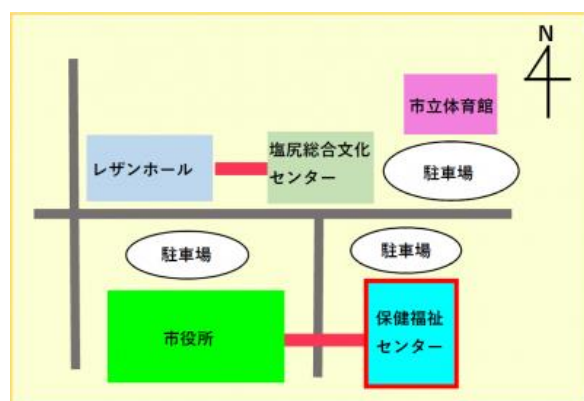 N
市立体育館
塩尻総合文化
センター
レザンホール
駐車場
駐車場
駐車場
保健福祉
センター
市役所